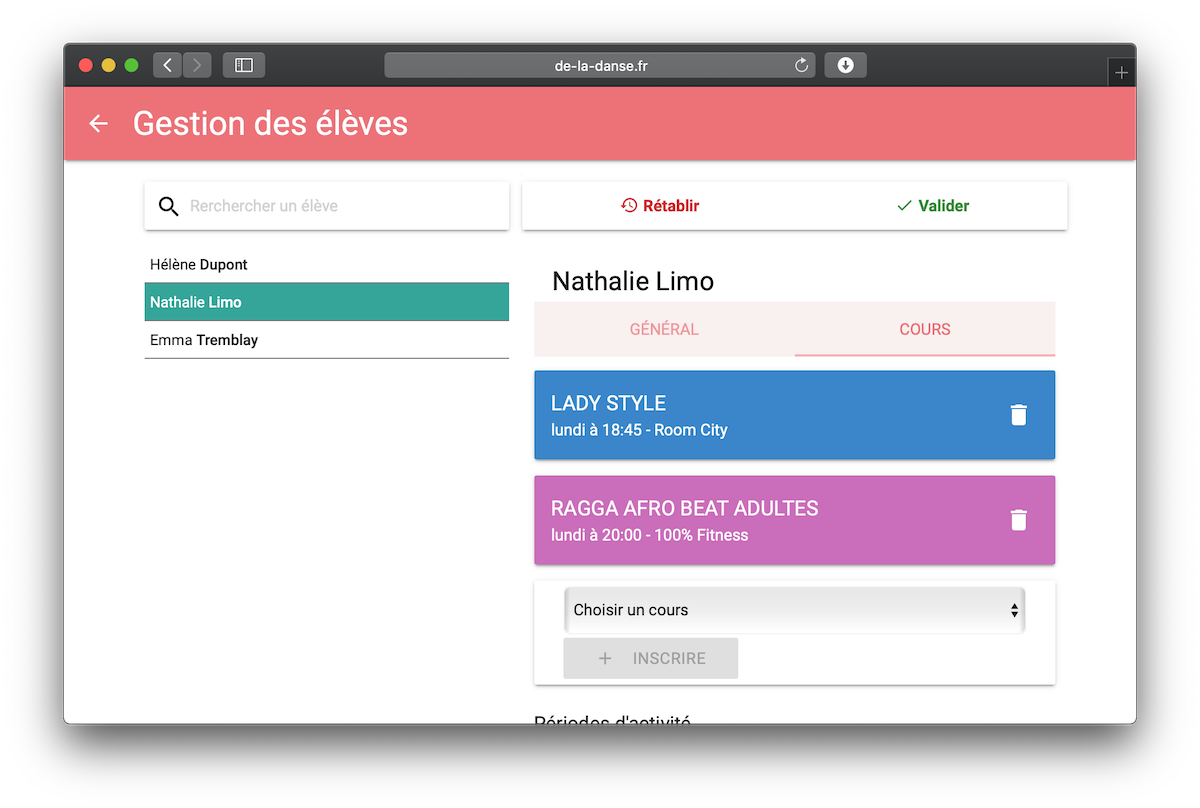 de-la-danse.fr
Gestion des élèves
Rerchercher un élève
Rétablir
Valider
Hélène Dupont
Nathalie Limo
Emma Tremblay
Nathalie Limo
GÉNÉRAL
COURS
LADY STYLE
lundi à 18:45 - Room City
RAGGA AFRO BEAT ADULTES
lundi à 20:00 - 100% Fitness
Choisir un cours
+ INSCRIRE
Périodes d'activité